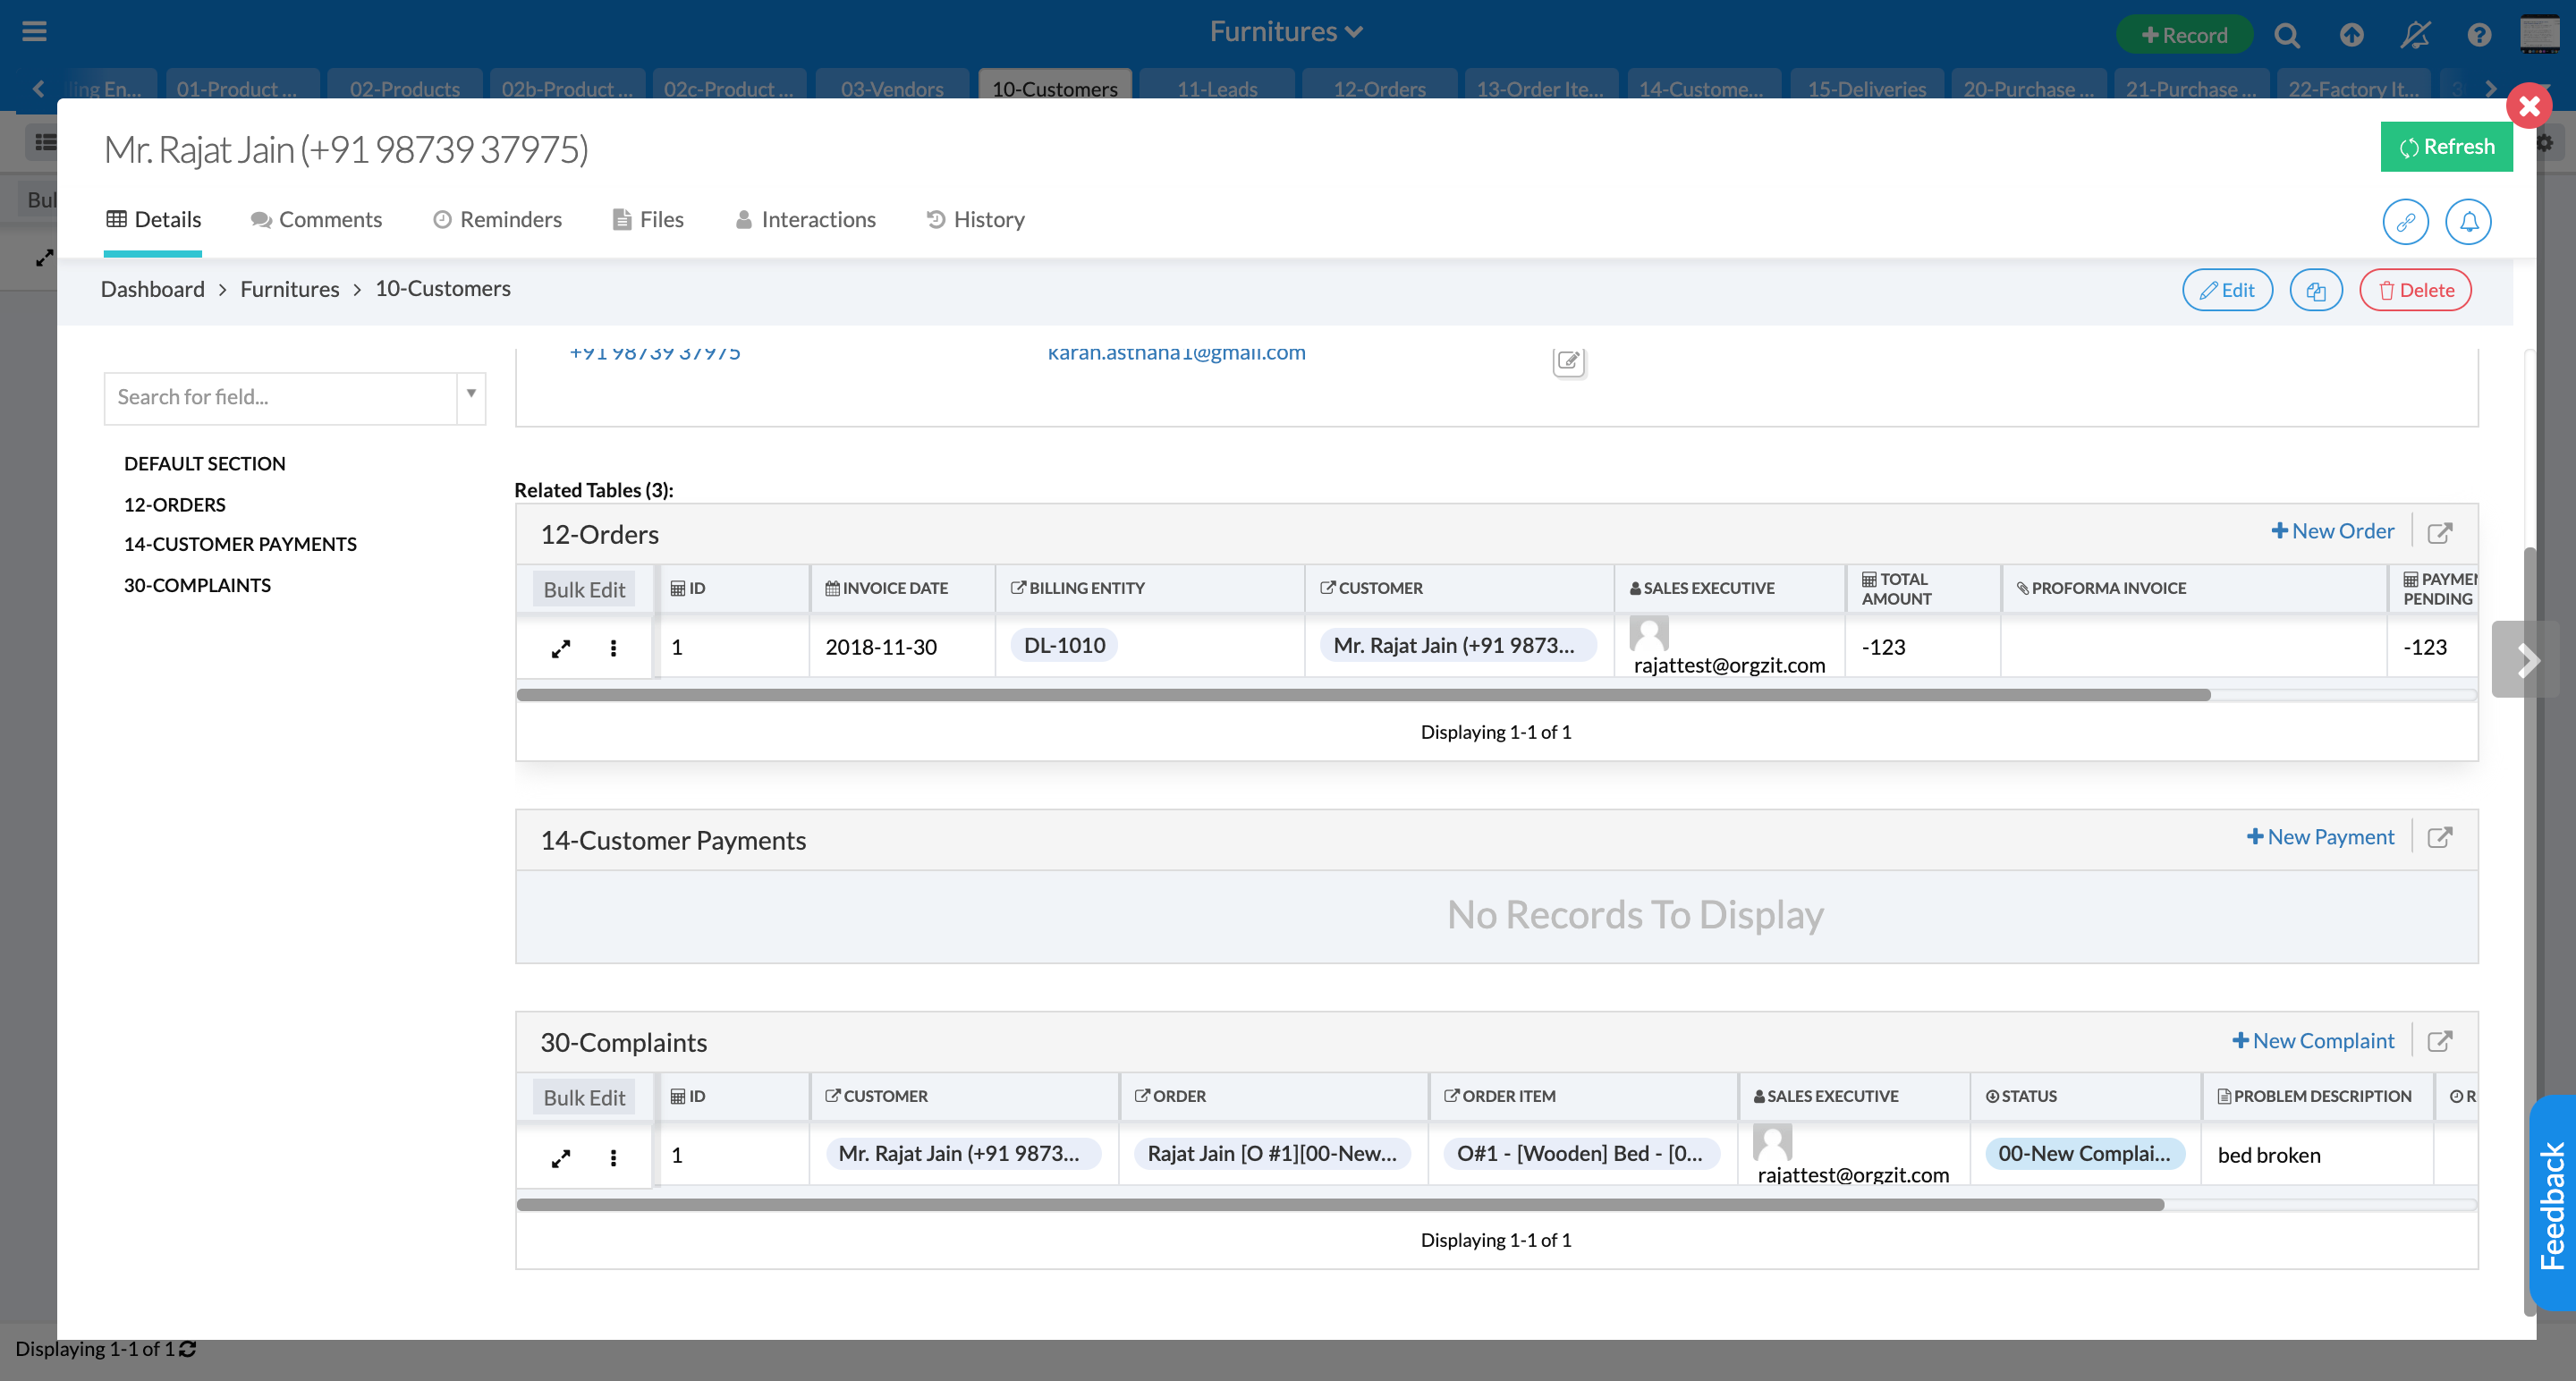 Furnitures
Record
ling En...
01-Product ...
02-Products
02b-Product ...
02c-Product ...
03-Vendors
10-Customers
11-Leads
12-Orders
13-Order Ite...
14-Custome...
15-Deliveries
20-Purchase ...
21-Purchase ...
22-Factory It...
Bul
Mr. Rajat Jain (+91 98739 37975)
Refresh
Details
Comments
Reminders
Files
Interactions
History
Dashboard > Furnitures > 10-Customers
Edit
Delete
Search for field...
DEFAULT SECTION
12-ORDERS
14-CUSTOMER PAYMENTS
30-COMPLAINTS
+91 98739 37975
karan.asthana1@gmail.com
Related Tables (3):
12-Orders
New Order
Bulk Edit
ID
INVOICE DATE
BILLING ENTITY
CUSTOMER
SALES EXECUTIVE
TOTAL AMOUNT
PROFORMA INVOICE
PAYMEN PENDING
1
2018-11-30
DL-1010
Mr. Rajat Jain (+91 9873...
rajattest@orgzit.com
-123
-123
Displaying 1-1 of 1
14-Customer Payments
New Payment
No Records To Display
30-Complaints
New Complaint
Bulk Edit
ID
CUSTOMER
ORDER
ORDER ITEM
SALES EXECUTIVE
STATUS
PROBLEM DESCRIPTION
R
1
Mr. Rajat Jain (+91 9873...
Rajat Jain [O #1][00-New...
O#1 - [Wooden] Bed - [0...
rajattest@orgzit.com
00-New Complai...
bed broken
Displaying 1-1 of 1
Feedback
Displaying 1-1 of 1